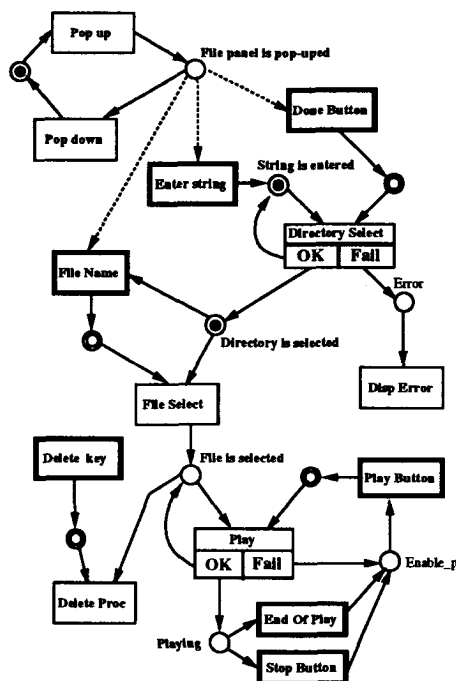 Pop up
File panel is pop-uped
Pop down
Done Button
String is entered
Enter string
Directory Select
OK Fail
File Name
Error
Directory is selected
Disp Error
File Select
Delete key
File is selected
Play Button
Play
OK Fail
Enable_p
Delete Proc
End Of Play
Playing
Stop Button